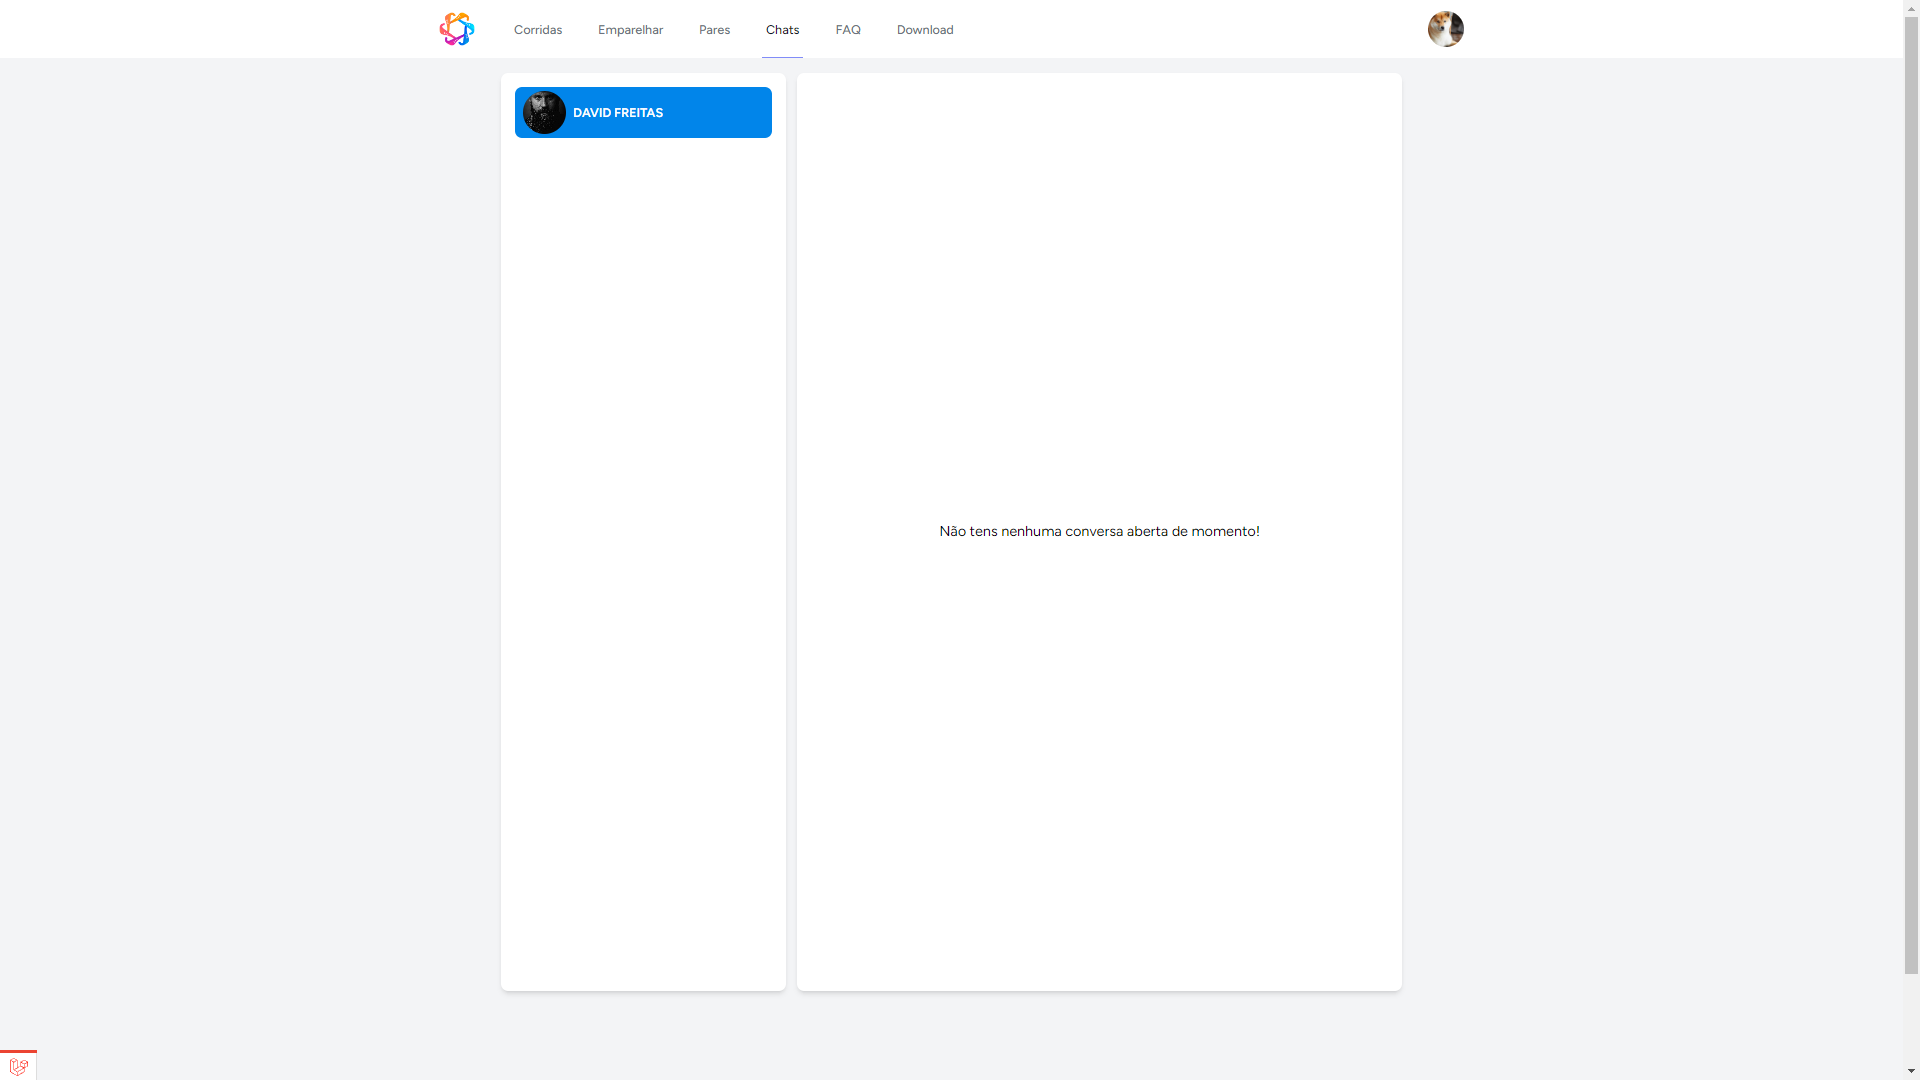 Corridas
Emparelhar
Pares
Chats
FAQ
Download
DAVID FREITAS
Não tens nenhuma conversa aberta de momento!